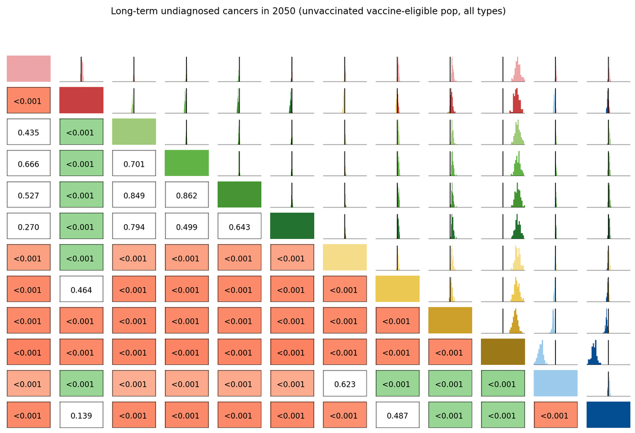 Long-term undiagnosed cancers in 2050 (unvaccinated vaccine-eligible pop, all types)
<0.001
0.435 <0.001
0.666 <0.001 0.701
0.527 <0.001 0.849 0.862
0.270 <0.001 0.794 0.499 0.643
<0.001 <0.001 <0.001 <0.001 <0.001 <0.001
<0.001 0.464 <0.001 <0.001 <0.001 <0.001 <0.001
<0.001 <0.001 <0.001 <0.001 <0.001 <0.001 <0.001 <0.001
<0.001 <0.001 <0.001 <0.001 <0.001 <0.001 <0.001 <0.001 <0.001
<0.001 <0.001 <0.001 <0.001 <0.001 <0.001 0.623 <0.001 <0.001 <0.001
<0.001 0.139 <0.001 <0.001 <0.001 <0.001 <0.001 0.487 <0.001 <0.001 <0.001